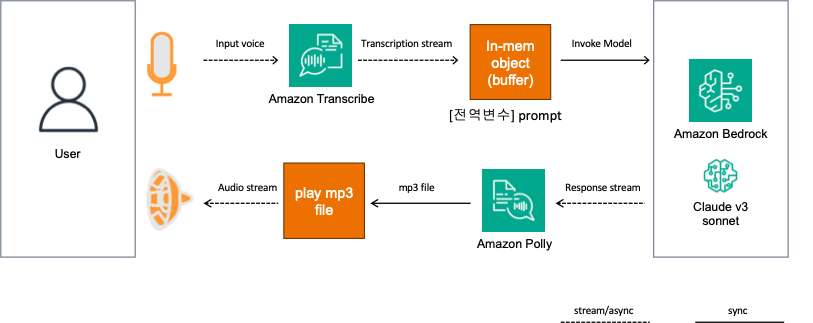 Input voice
Transcription stream
In-mem
object
(buffer)
Invoke Model
Amazon Transcribe
[전역변수] prompt
User
Amazon Bedrock
Audio stream
play mp3
file
mp3 file
Response stream
Claude v3
sonnet
Amazon Polly
stream/async
sync